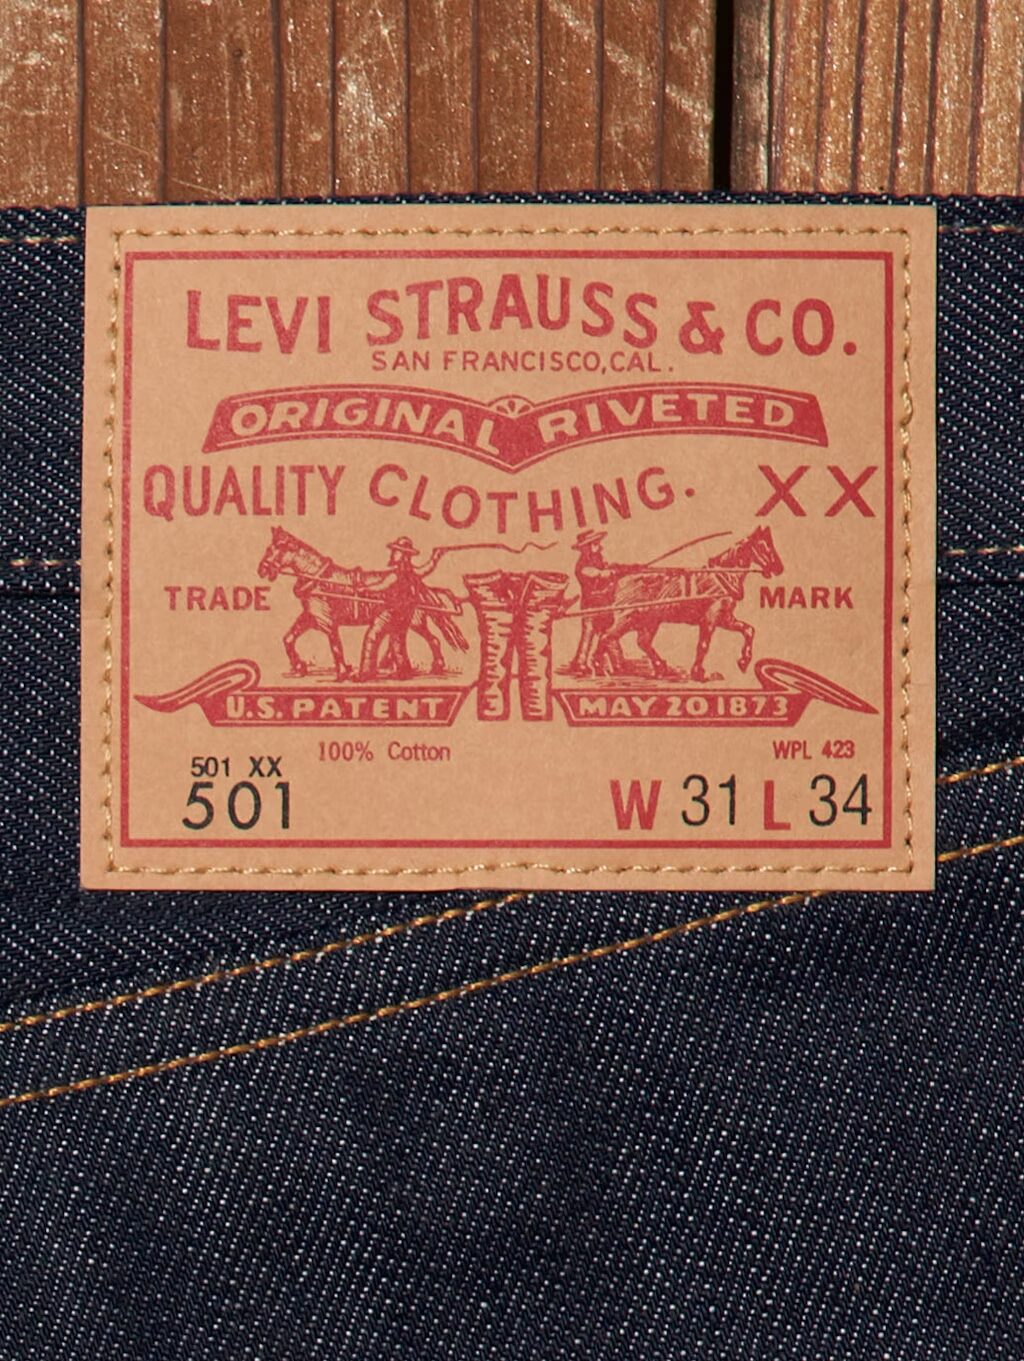 LEVI STRAUSS & CO.
SAN FRANCISCO, CAL.
ORIGINAL RIVETED
QUALITY CLOTHING. XX
TRADE MARK
U.S. PATENT MAY 20 1873
100% Cotton WPL 423
501 XX
501 W 31 L 34